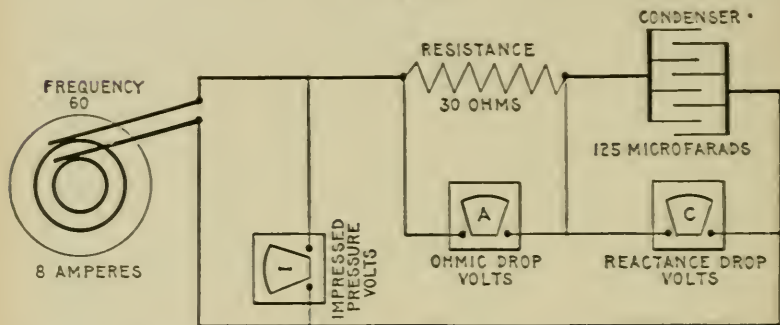 CONDENSER
RESISTANCE
FREQUENCY
60
30 OHMS
125 MICROFARADS
A
C
I
IMPRESSED
PRESSURE
VOLTS
OHMIC DROP
VOLTS
REACTANCE DROP
VOLTS
8 AMPERES